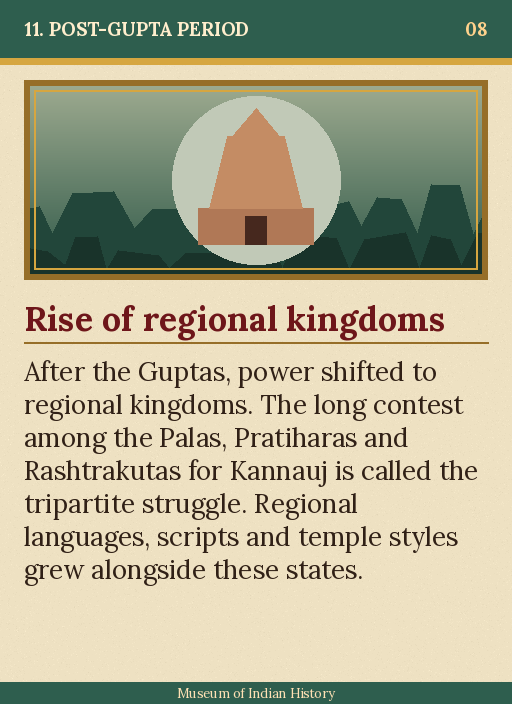 11. POST-GUPTA PERIOD 08
Rise of regional kingdoms
After the Guptas, power shifted to
regional kingdoms. The long contest
among the Palas, Pratiharas and
Rashtrakutas for Kannauj is called the
tripartite struggle. Regional
languages, scripts and temple styles
grew alongside these states.
Museum of Indian History